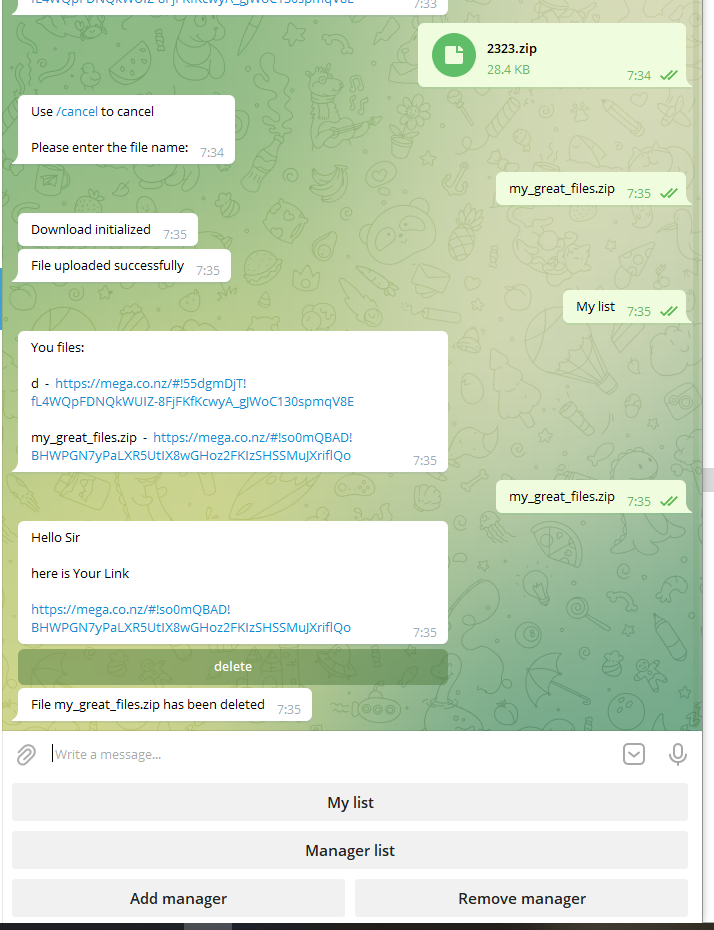 7:33
2323.zip
28.4 KB
7:34
Use /cancel to cancel
Please enter the file name: 7:34
my_great_files.zip 7:35
Download initialized 7:35
File uploaded successfully 7:35
My list 7:35
You files:
d - https://mega.co.nz/#!55dgmDjT!
fL4WQpFDNQkWUIZ-8FjFKfKcwyA_gJWoC130spmqV8E
my_great_files.zip - https://mega.co.nz/#!so0mQBAD!
BHWPGN7yPaLXR5UtIX8wGHoz2FKIzSHSSMuJXriflQo
7:35
my_great_files.zip 7:35
Hello Sir
here is Your Link
https://mega.co.nz/#!so0mQBAD!
BHWPGN7yPaLXR5UtIX8wGHoz2FKIzSHSSMuJXriflQo
7:35
delete
File my_great_files.zip has been deleted 7:35
Write a message...
My list
Manager list
Add manager Remove manager